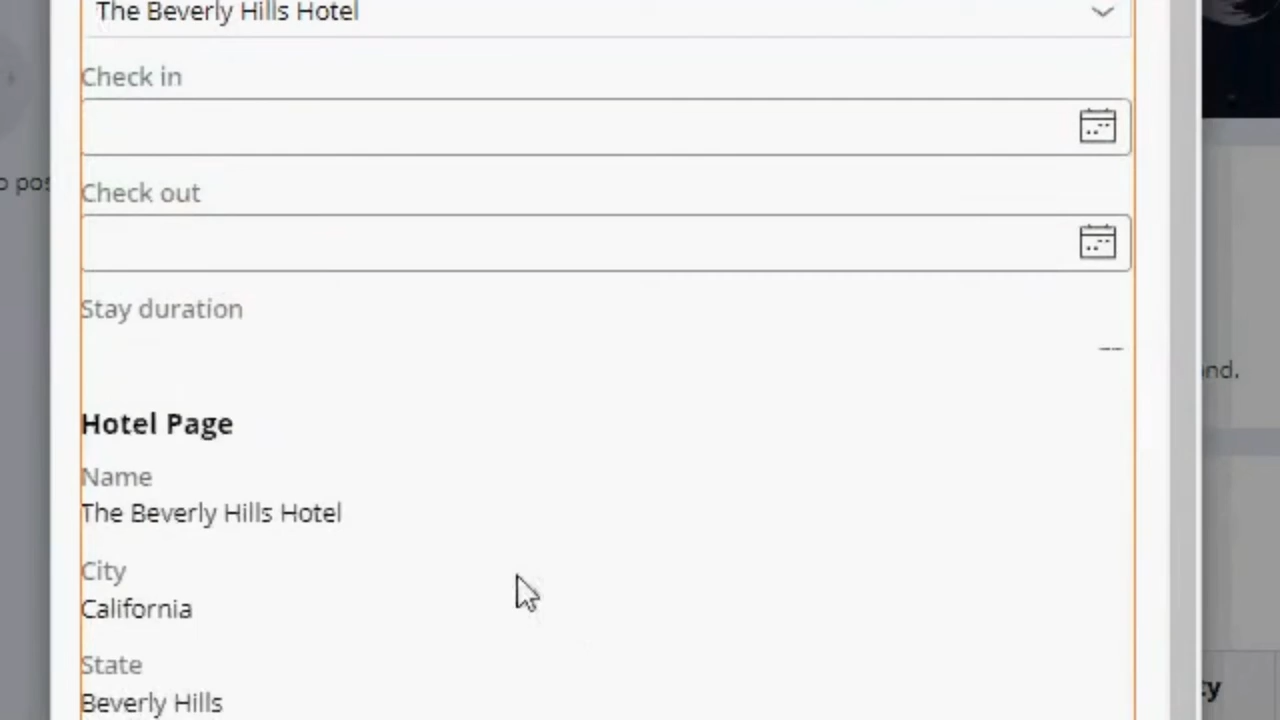 The Beverly Hills Hotel
Check in
Check out
Stay duration
—
Hotel Page
Name
The Beverly Hills Hotel
City
California
State
Beverly Hills
nd.